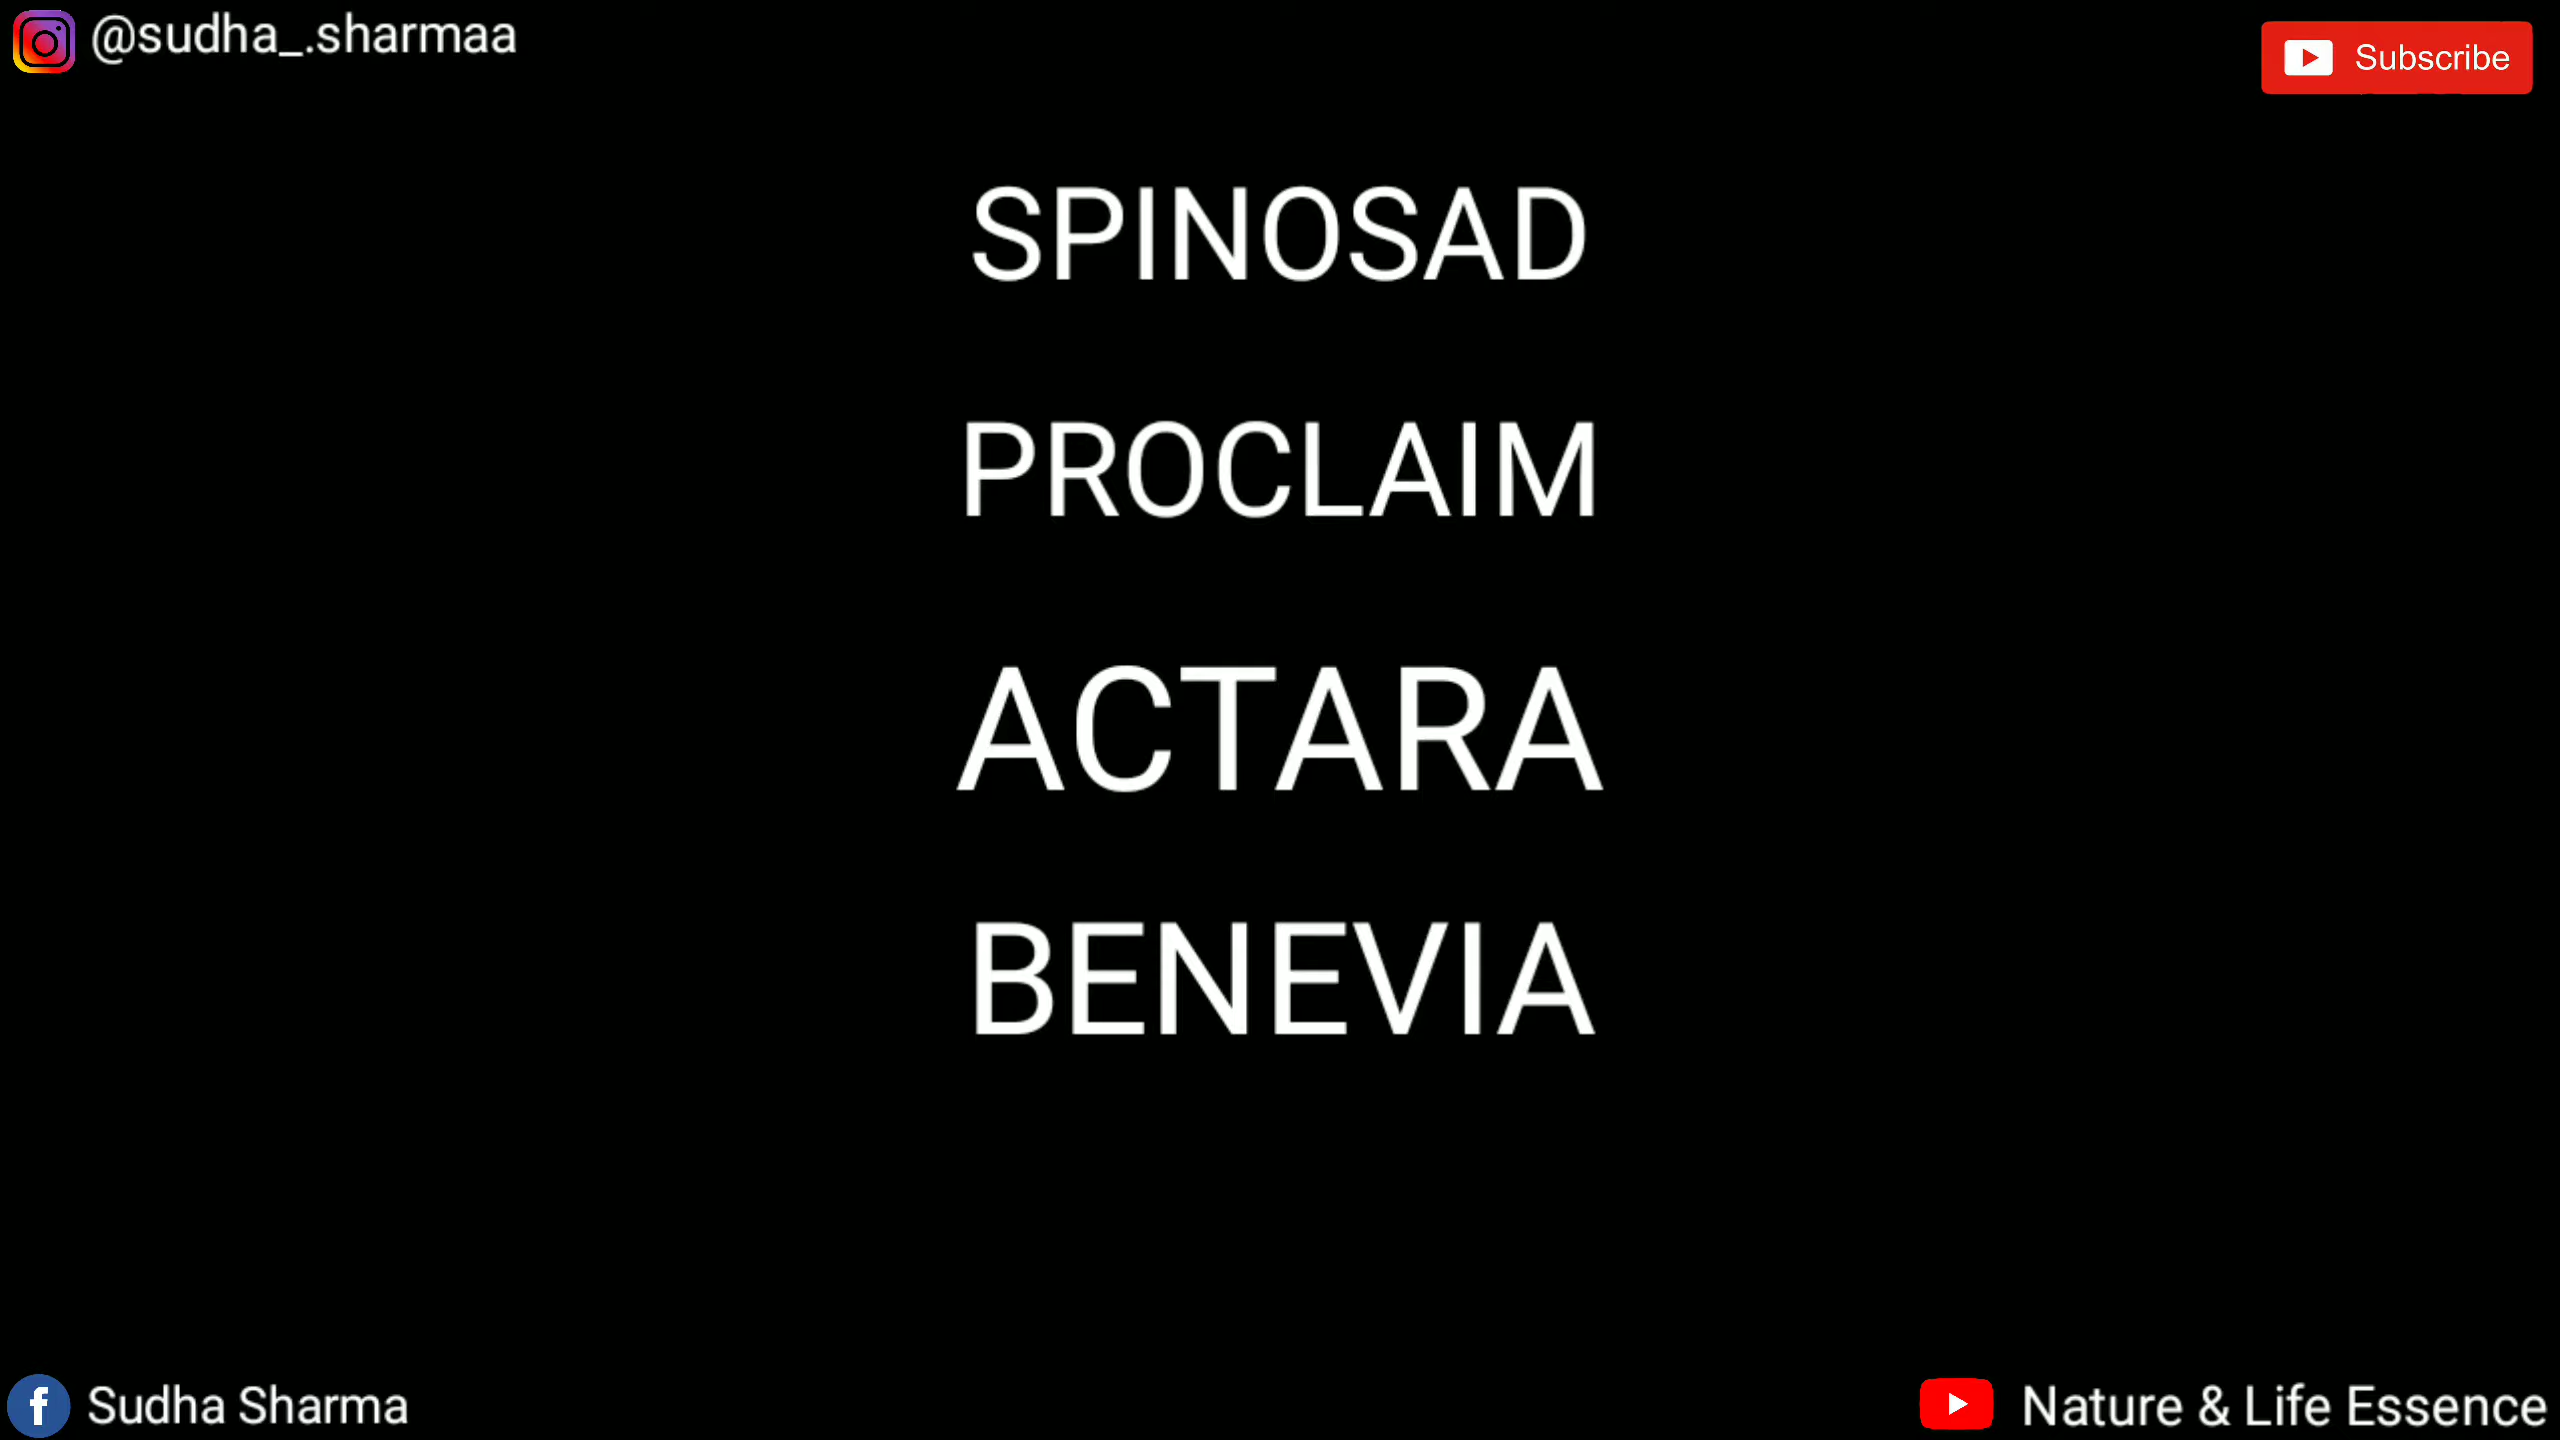 @sudha_.sharmaa
Subscribe
SPINOSAD
PROCLAIM
ACTARA
BENEVIA
Sudha Sharma
Nature & Life Essence